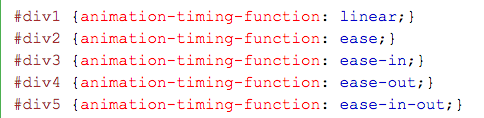 #div1 {animation-timing-function: linear;}
#div2 {animation-timing-function: ease;}
#div3 {animation-timing-function: ease-in;}
#div4 {animation-timing-function: ease-out;}
#div5 {animation-timing-function: ease-in-out;}